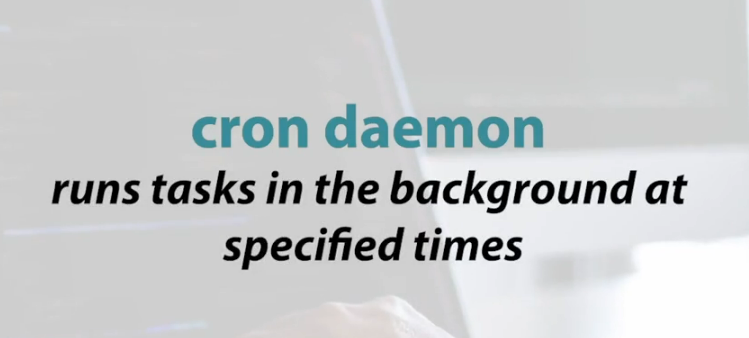 cron daemon
runs tasks in the background at
specified times